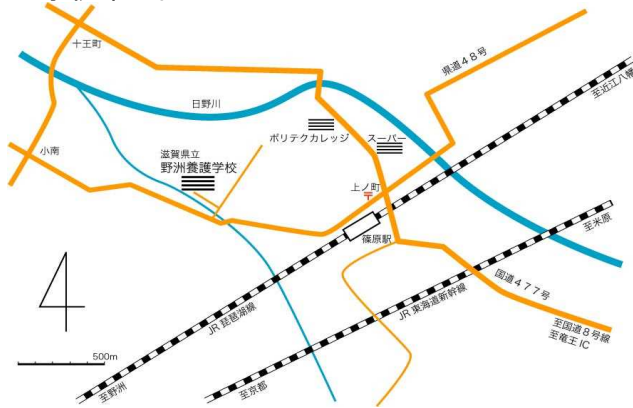 十王町
県道48号
至近江八幡
日野川
ポリテクカレッジ
スーパー
小南
滋賀県立
野洲養護学校
上ノ町
〒
篠原駅
至米原
国道477号
JR 琵琶湖線
JR 東海道新幹線
至国道8号線
至竜王 IC
500m
至野洲
至京都